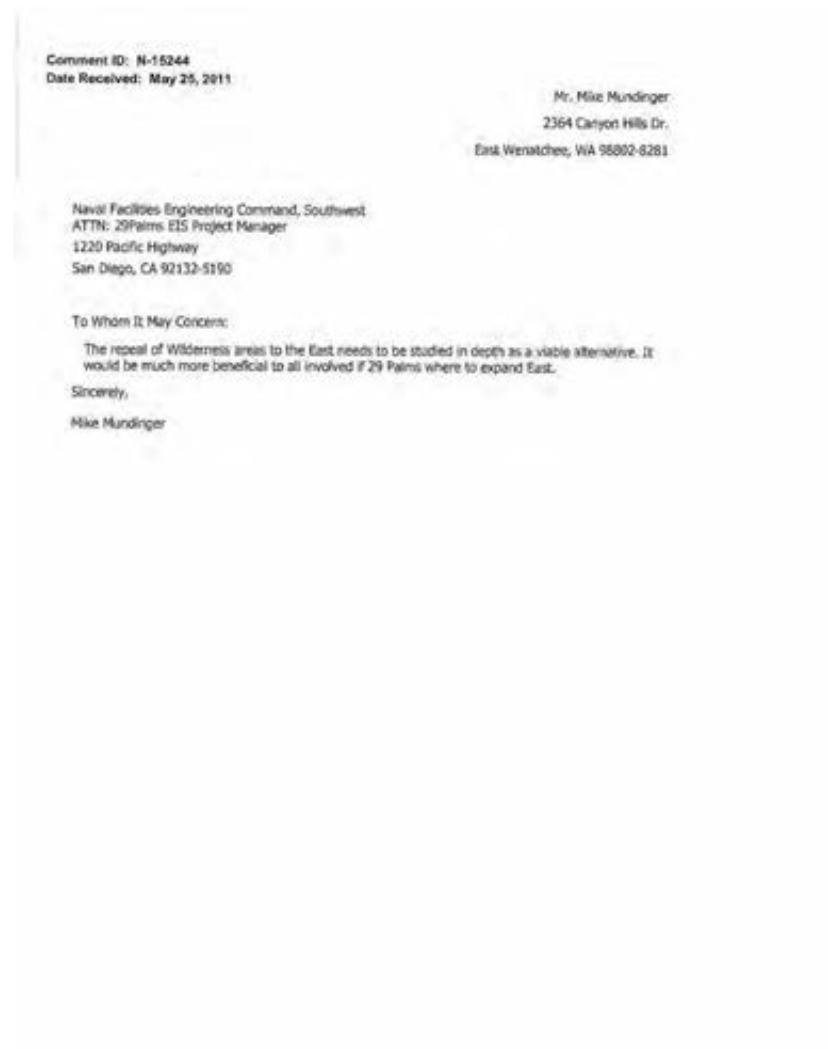 Comment ID: N-15244
Date Received: May 25, 2011
Mr. Mike Mundinger
2364 Canyon Hills Dr.
East Wenatchee, WA 98802-8281
Naval Facilities Engineering Command, Southwest
ATTN: 29Palms EIS Project Manager
1220 Pacific Highway
San Diego, CA 92132-5190
To Whom It May Concern:
The repeal of Wilderness areas to the East needs to be studied in depth as a viable alternative. It
would be much more beneficial to all involved if 29 Palms where to expand East.
Sincerely,
Mike Mundinger